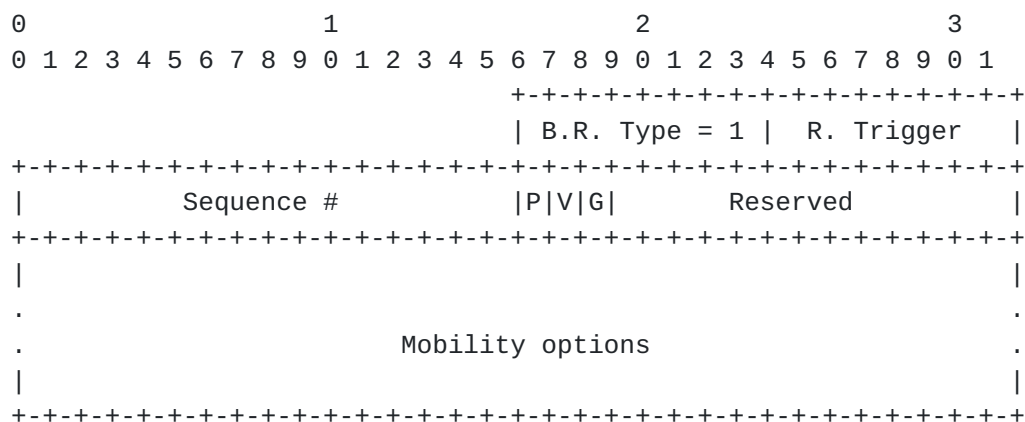 0                   1                   2                   3
0 1 2 3 4 5 6 7 8 9 0 1 2 3 4 5 6 7 8 9 0 1 2 3 4 5 6 7 8 9 0 1
                                +-+-+-+-+-+-+-+-+-+-+-+-+-+-+-+-+
                                | B.R. Type = 1 |  R. Trigger   |
+-+-+-+-+-+-+-+-+-+-+-+-+-+-+-+-+-+-+-+-+-+-+-+-+-+-+-+-+-+-+-+-+
|          Sequence #           |P|V|G|       Reserved          |
+-+-+-+-+-+-+-+-+-+-+-+-+-+-+-+-+-+-+-+-+-+-+-+-+-+-+-+-+-+-+-+-+
|                                                               |
.                                                               .
.                        Mobility options                       .
|                                                               |
+-+-+-+-+-+-+-+-+-+-+-+-+-+-+-+-+-+-+-+-+-+-+-+-+-+-+-+-+-+-+-+-+